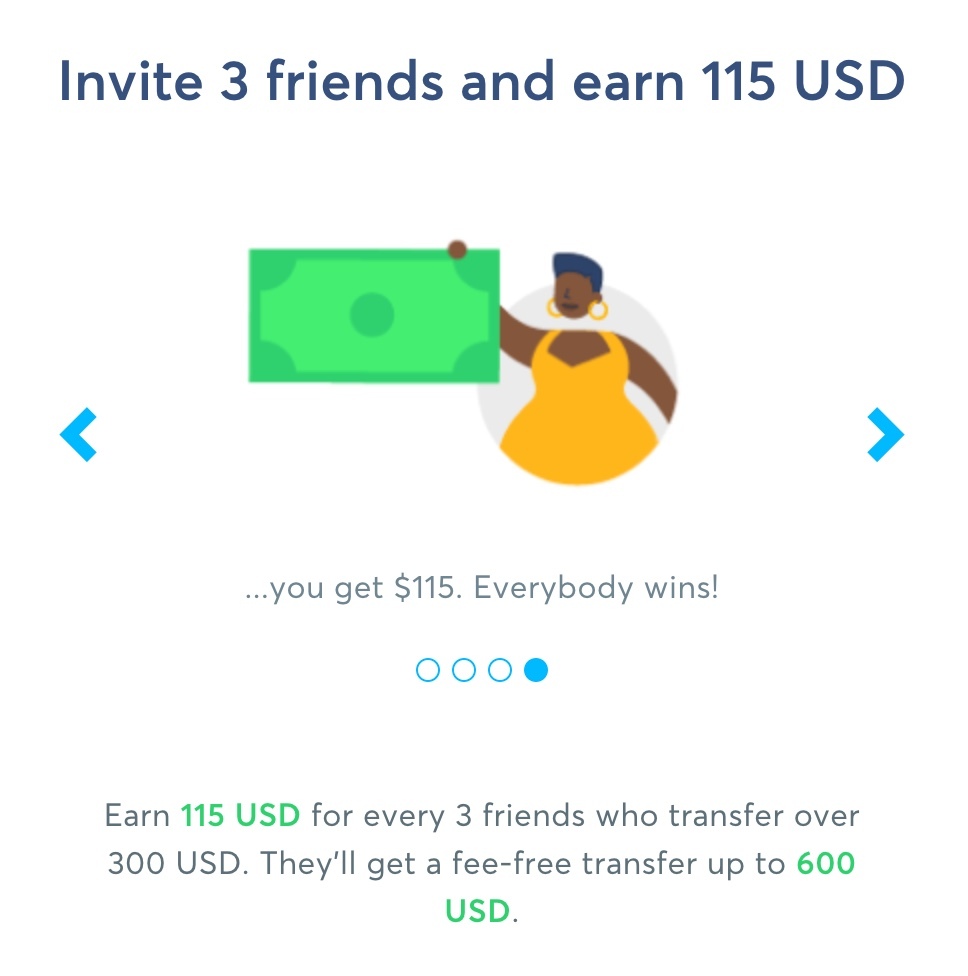 Invite 3 friends and earn 115 USD
...you get $115. Everybody wins!
Earn 115 USD for every 3 friends who transfer over
300 USD. They'll get a fee-free transfer up to 600
USD.